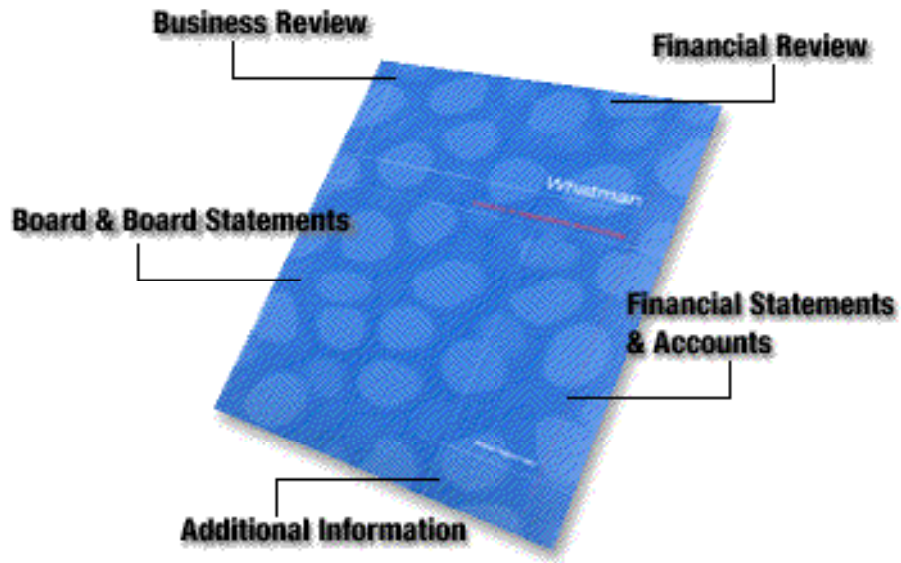 Business Review
Financial Review
Whatman
Board & Board Statements
Financial Statements
& Accounts
Additional Information